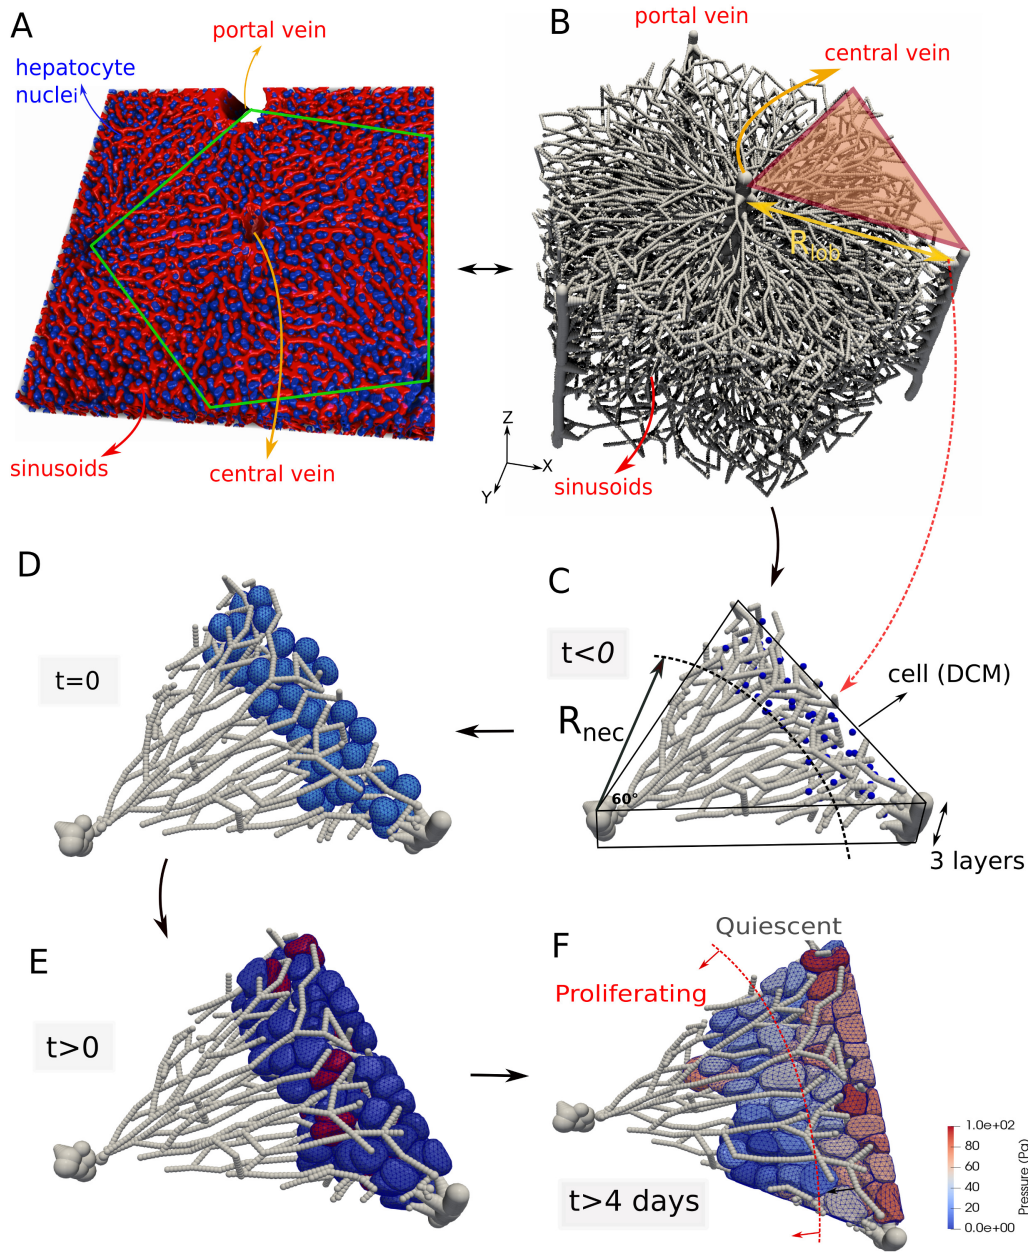 A
portal vein
hepatocyte
nuclei
sinusoids
central vein
B
portal vein
central vein
R_lob
Z
X
Y
sinusoids
C
t<0
R_nec
cell (DCM)
60°
3 layers
D
t=0
E
t>0
F
Quiescent
Proliferating
t>4 days
1.0e+02
80
60
40
20
0.0e+00
Pressure (Pa)